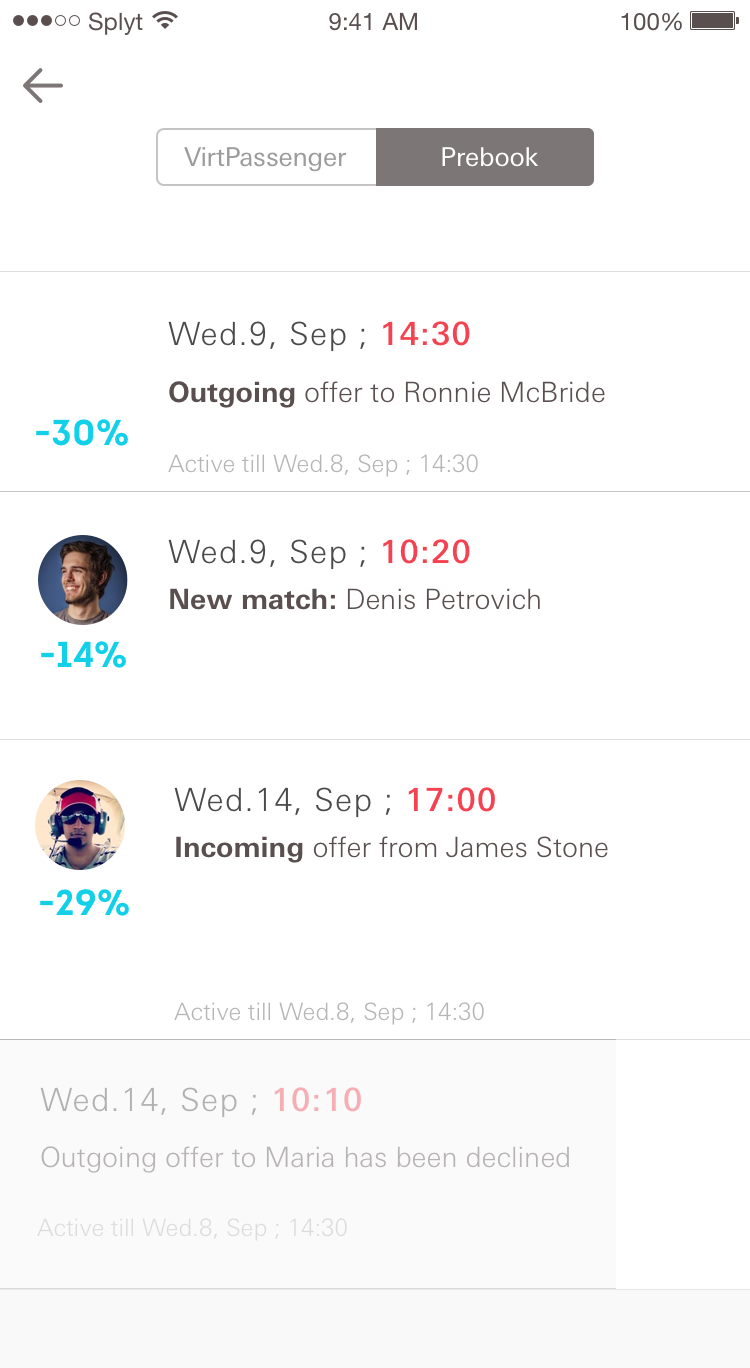 Splyt 9:41 AM 100%
VirtPassenger Prebook
Wed.9, Sep ; 14:30
Outgoing offer to Ronnie McBride
-30%
Active till Wed.8, Sep ; 14:30
Wed.9, Sep ; 10:20
New match: Denis Petrovich
-14%
Wed.14, Sep ; 17:00
Incoming offer from James Stone
-29%
Active till Wed.8, Sep ; 14:30
Wed.14, Sep ; 10:10
Outgoing offer to Maria has been declined
Active till Wed.8, Sep ; 14:30